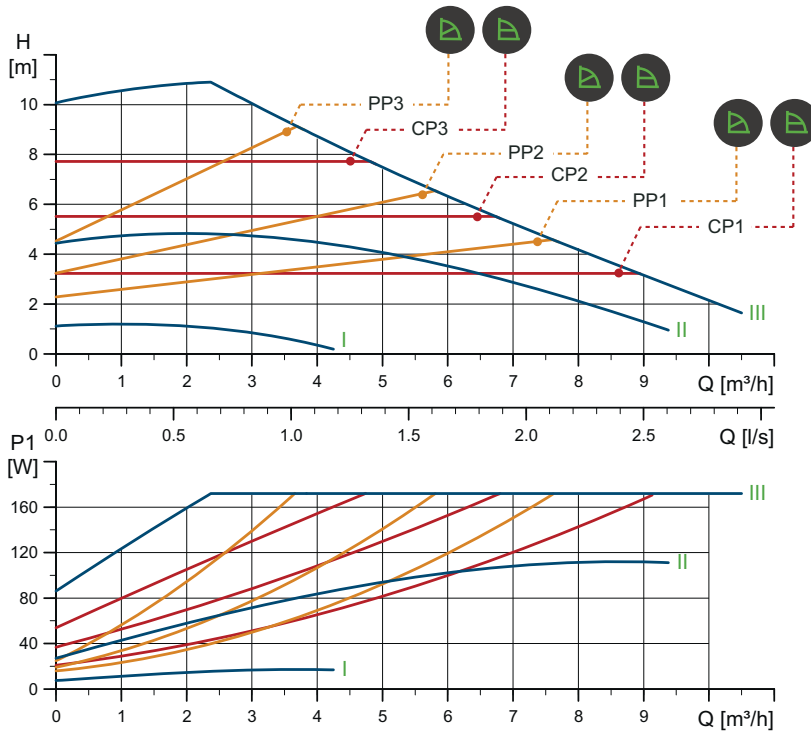 H
[m]
10
8
6
4
2
0
PP3
CP3
PP2
CP2
PP1
CP1
I
II
III
0 1 2 3 4 5 6 7 8 9 Q [m³/h]
0.0 0.5 1.0 1.5 2.0 2.5 Q [l/s]
P1
[W]
160
120
80
40
0
III
II
I
0 1 2 3 4 5 6 7 8 9 Q [m³/h]